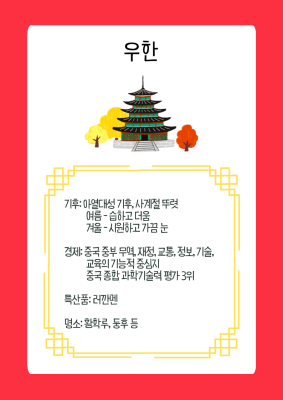 우한
기후: 아열대성 기후, 사계절 뚜렷
여름 - 습하고 더움
겨울 - 시원하고 가끔 눈
경제: 중국 중부 무역, 재정, 교통, 정보, 기술,
교육의 기능적 중심지
중국 종합 과학기술력 평가 3위
특산품: 러깐멘
명소: 황학루, 동후 등